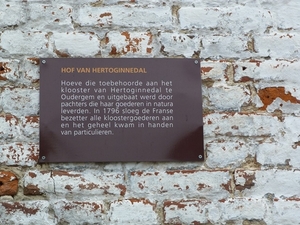 HOF VAN HERTOGINNEDAL
Hoeve die toebehoorde aan het
klooster van Hertoginnedal te
Oudergem en uitgebaat werd door
pachters die haar goederen in natura
leverden. In 1796 sloeg de Franse
bezetter alle kloostergoederen aan
en het geheel kwam in handen
van particulieren.